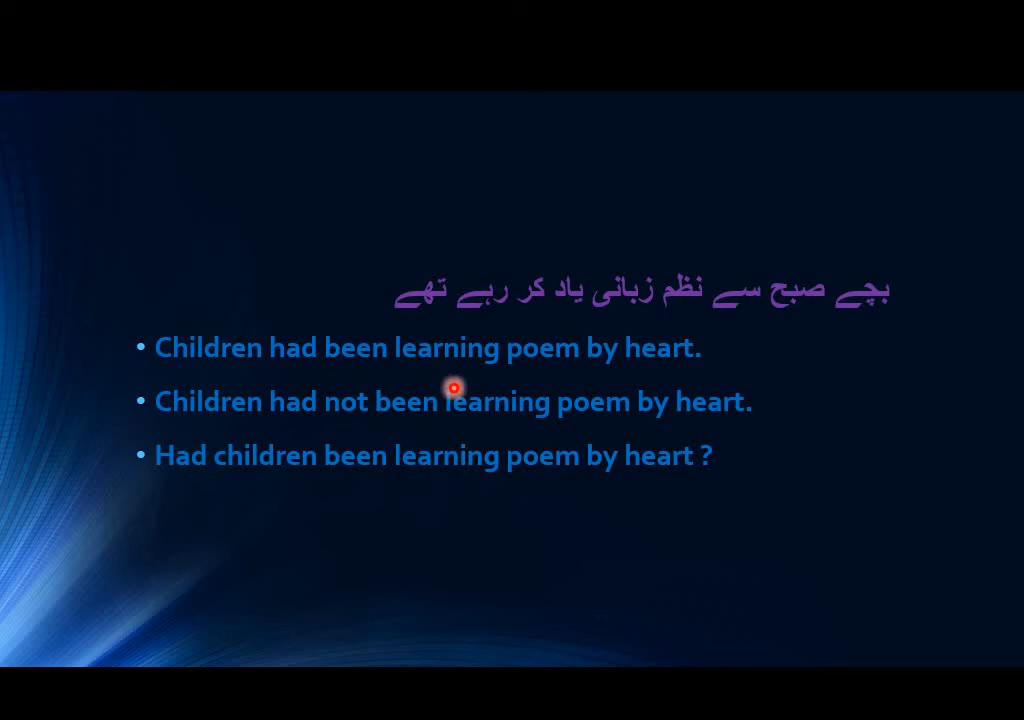 بچے صبح سے نظم زبانی یاد کر رہے تھے
• Children had been learning poem by heart.
• Children had not been learning poem by heart.
• Had children been learning poem by heart ?